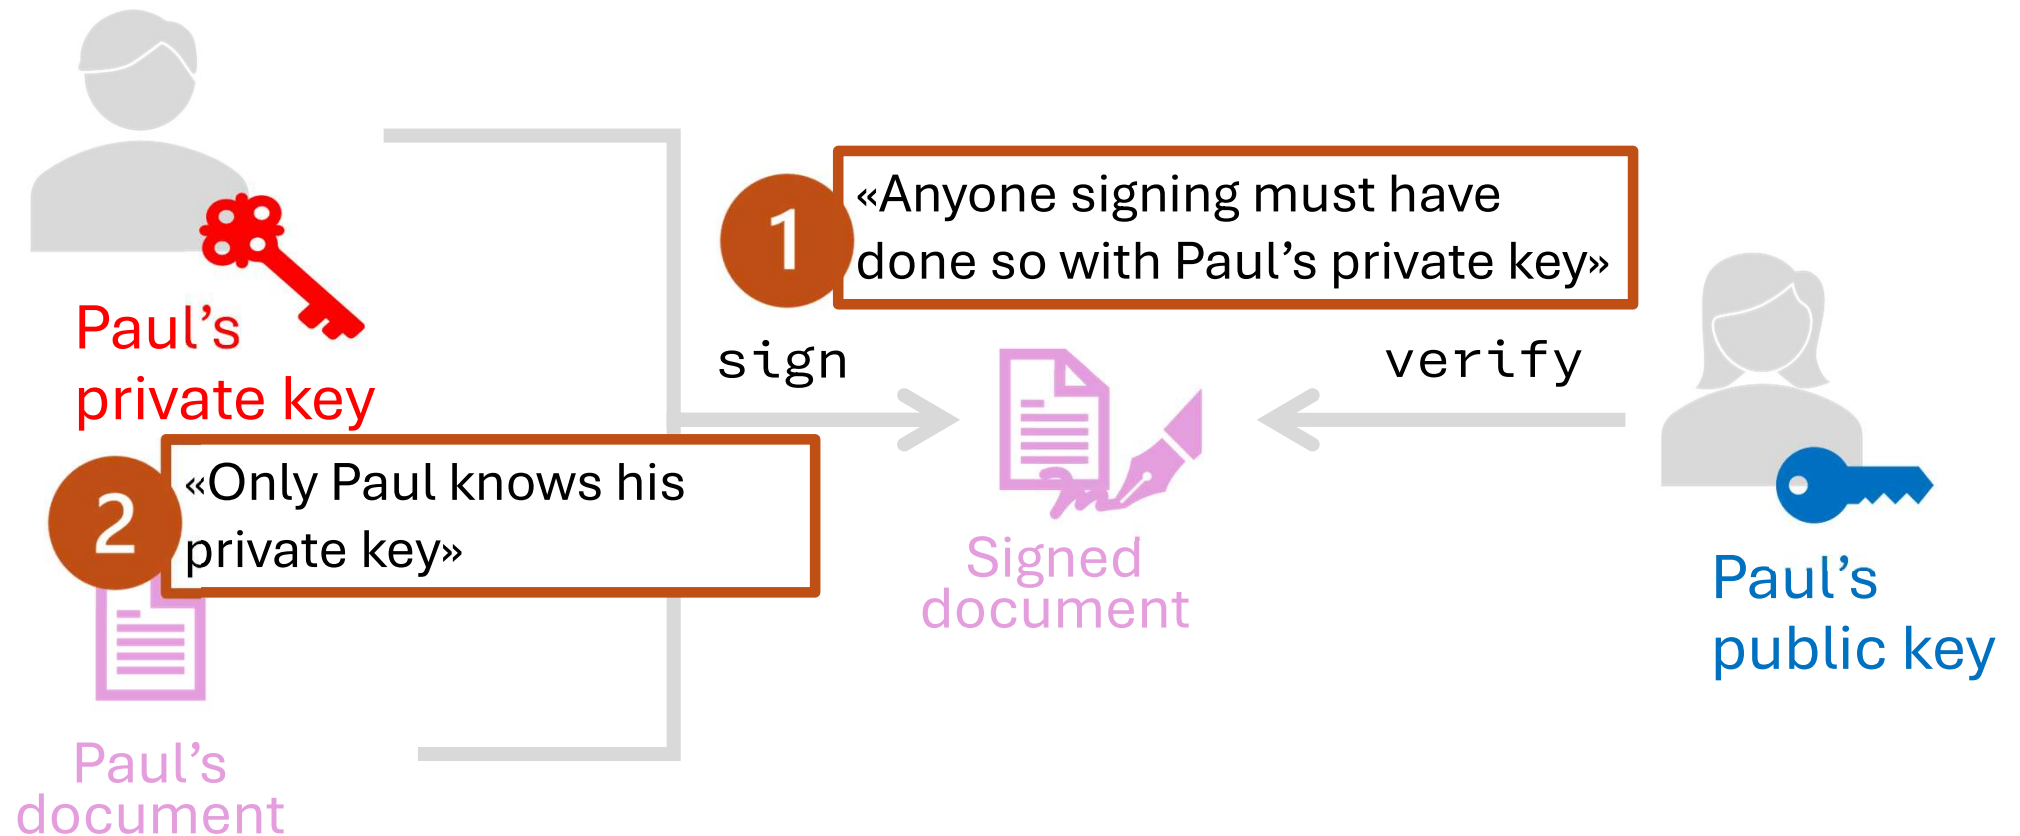 1
«Anyone signing must have
done so with Paul’s private key»
Paul’s
private key
sign
verify
2
«Only Paul knows his
private key»
Signed
document
Paul’s
public key
Paul’s
document